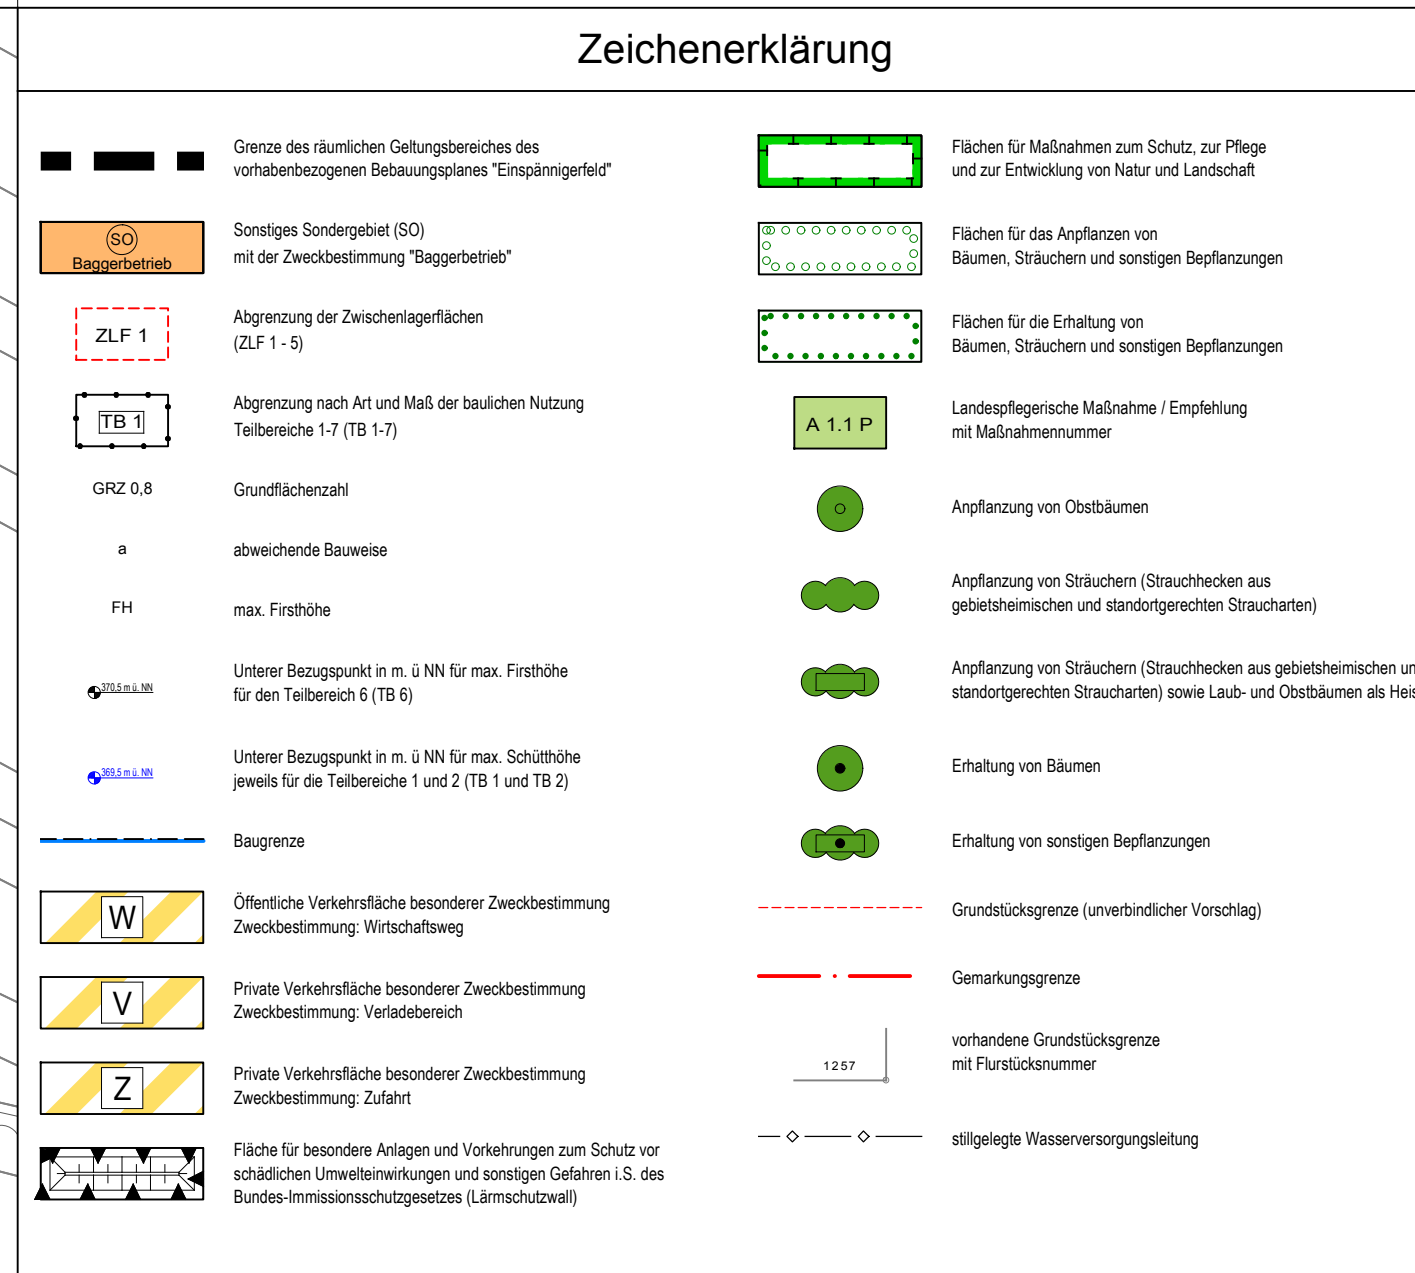 Zeichenerklärung
Grenze des räumlichen Geltungsbereiches des
vorhabenbezogenen Bebauungsplanes "Einspännigerfeld"
SO
Baggerbetrieb
Sonstiges Sondergebiet (SO)
mit der Zweckbestimmung "Baggerbetrieb"
ZLF 1
Abgrenzung der Zwischenlagerflächen
(ZLF 1 - 5)
TB 1
Abgrenzung nach Art und Maß der baulichen Nutzung
Teilbereiche 1-7 (TB 1-7)
GRZ 0,8
Grundflächenzahl
a
abweichende Bauweise
FH
max. Firsthöhe
370,5 m ü. NN
Unterer Bezugspunkt in m. ü NN für max. Firsthöhe
für den Teilbereich 6 (TB 6)
369,5 m ü. NN
Unterer Bezugspunkt in m. ü NN für max. Schütthöhe
jeweils für die Teilbereiche 1 und 2 (TB 1 und TB 2)
Baugrenze
W
Öffentliche Verkehrsfläche besonderer Zweckbestimmung
Zweckbestimmung: Wirtschaftsweg
V
Private Verkehrsfläche besonderer Zweckbestimmung
Zweckbestimmung: Verladebereich
Z
Private Verkehrsfläche besonderer Zweckbestimmung
Zweckbestimmung: Zufahrt
Fläche für besondere Anlagen und Vorkehrungen zum Schutz vor
schädlichen Umwelteinwirkungen und sonstigen Gefahren i.S. des
Bundes-Immissionsschutzgesetzes (Lärmschutzwall)
Flächen für Maßnahmen zum Schutz, zur Pflege
und zur Entwicklung von Natur und Landschaft
Flächen für das Anpflanzen von
Bäumen, Sträuchern und sonstigen Bepflanzungen
Flächen für die Erhaltung von
Bäumen, Sträuchern und sonstigen Bepflanzungen
A 1.1 P
Landespflegerische Maßnahme / Empfehlung
mit Maßnahmennummer
Anpflanzung von Obstbäumen
Anpflanzung von Sträuchern (Strauchhecken aus
gebietsheimischen und standortgerechten Straucharten)
Anpflanzung von Sträuchern (Strauchhecken aus gebietsheimischen
standortgerechten Straucharten) sowie Laub- und Obstbäumen als
Erhaltung von Bäumen
Erhaltung von sonstigen Bepflanzungen
Grundstücksgrenze (unverbindlicher Vorschlag)
Gemarkungsgrenze
1257
vorhandene Grundstücksgrenze
mit Flurstücksnummer
stillgelegte Wasserversorgungsleitung